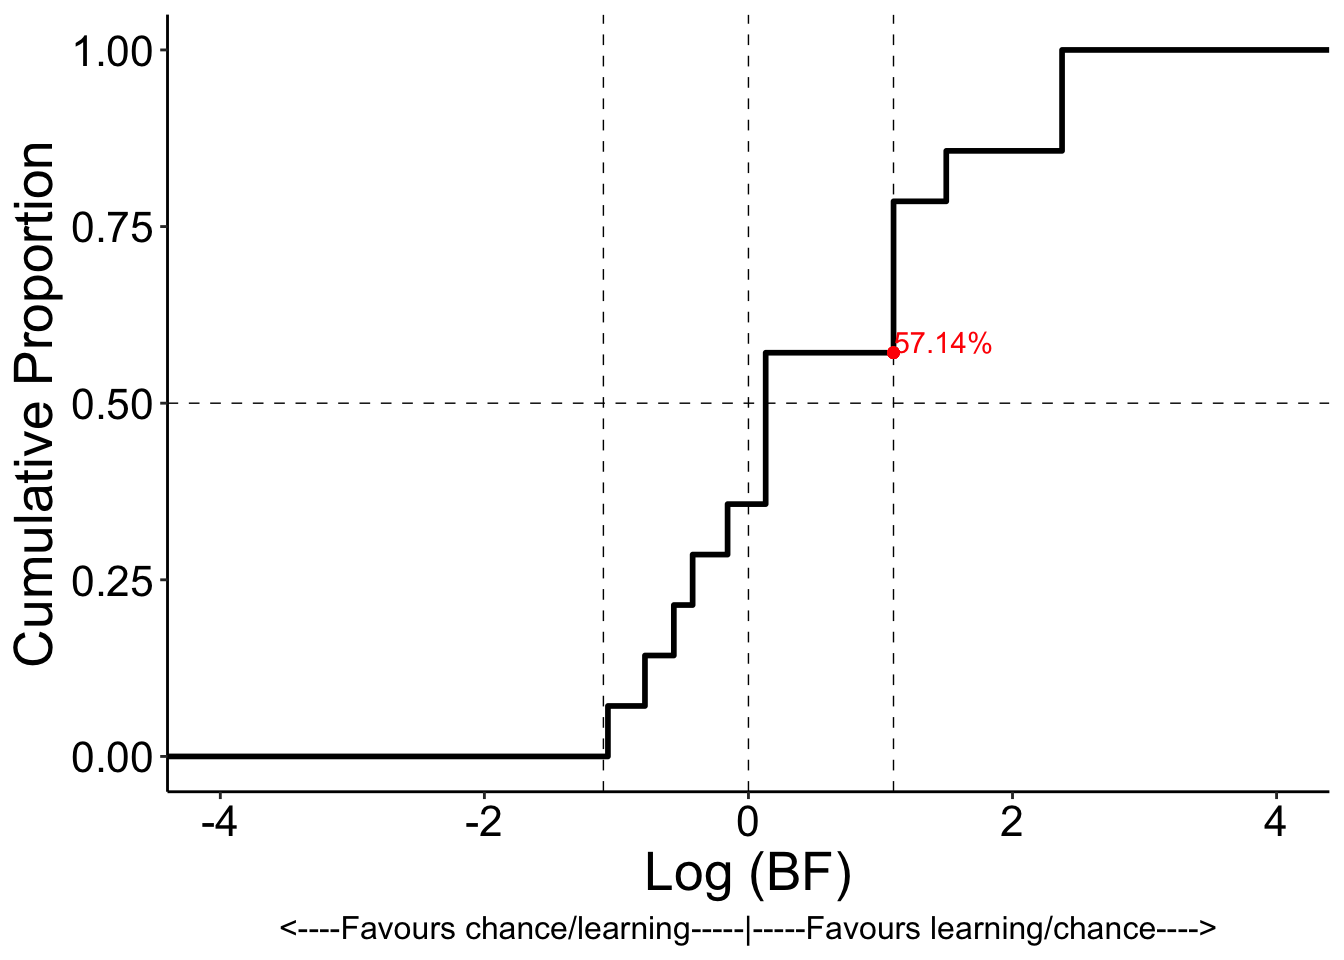 Cumulative Proportion
1.00
0.75
0.50
0.25
0.00
57.14%
-4 -2 0 2 4
Log (BF)
<----Favours chance/learning-----|-----Favours learning/chance---->